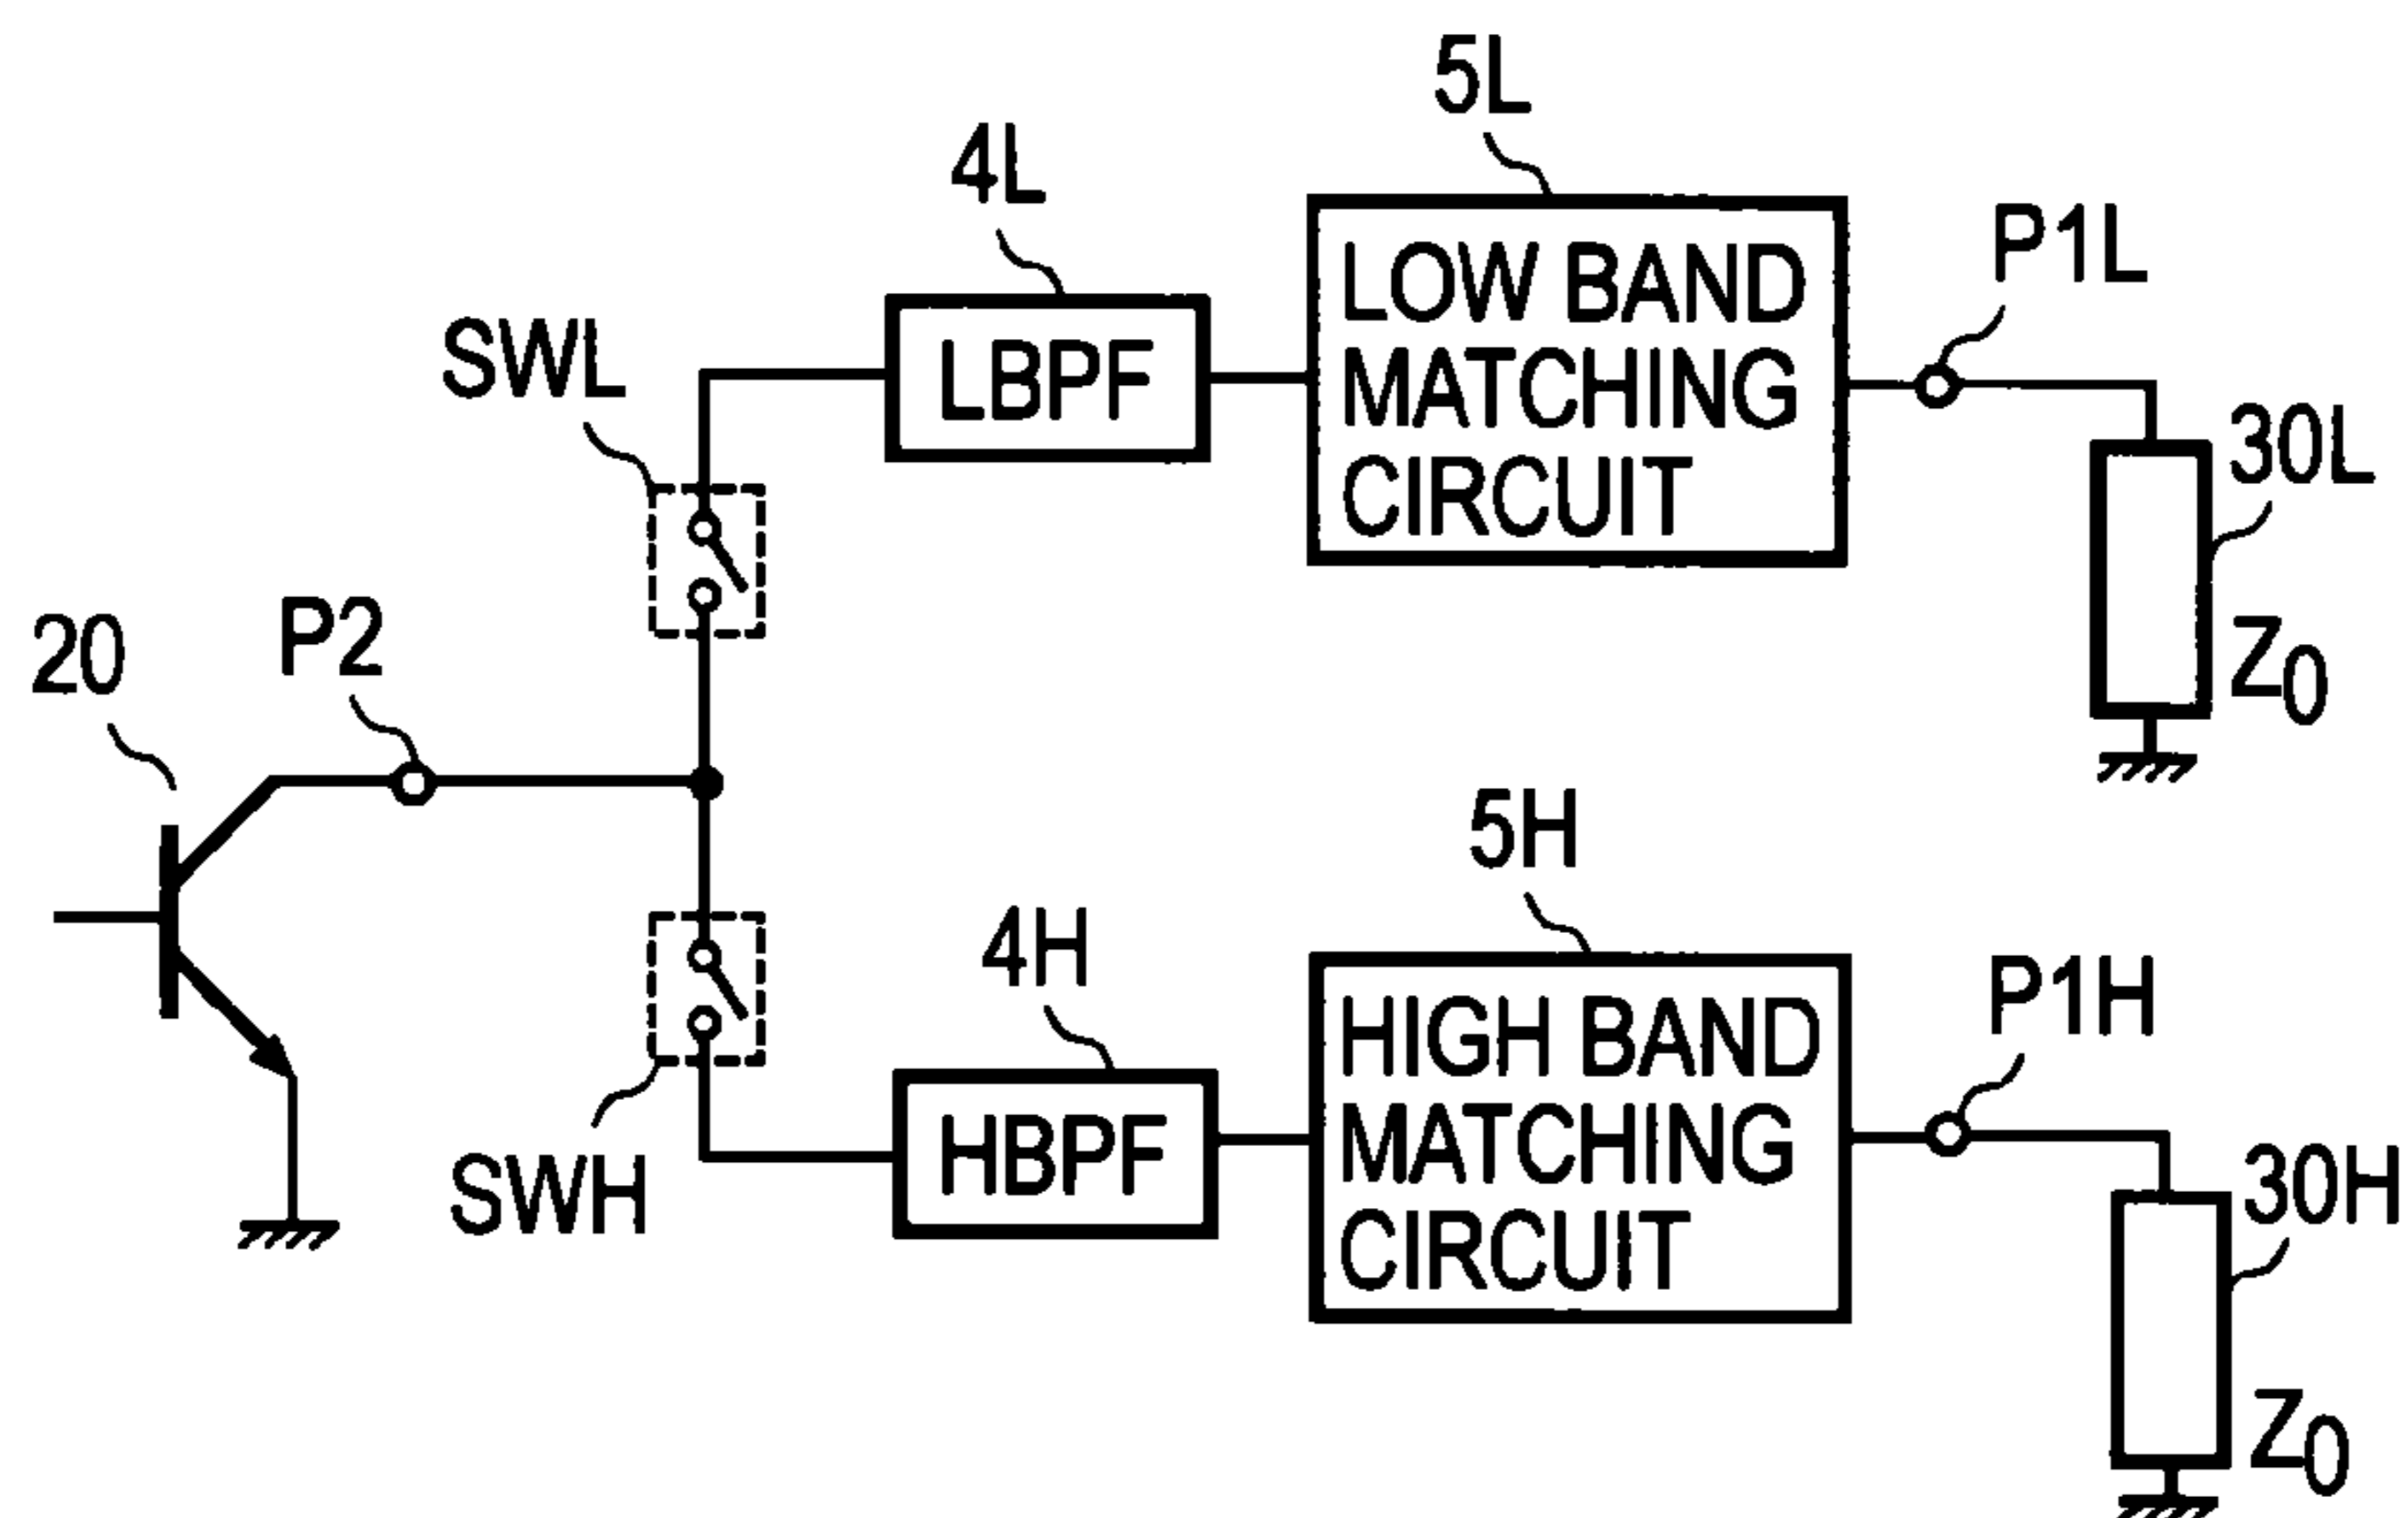 5L
4L
LOW BAND
MATCHING
CIRCUIT
P1L
SWL
LBPF
30L
Z0
20
P2
5H
4H
HIGH BAND
MATCHING
CIRCUIT
P1H
SWH
HBPF
30H
Z0